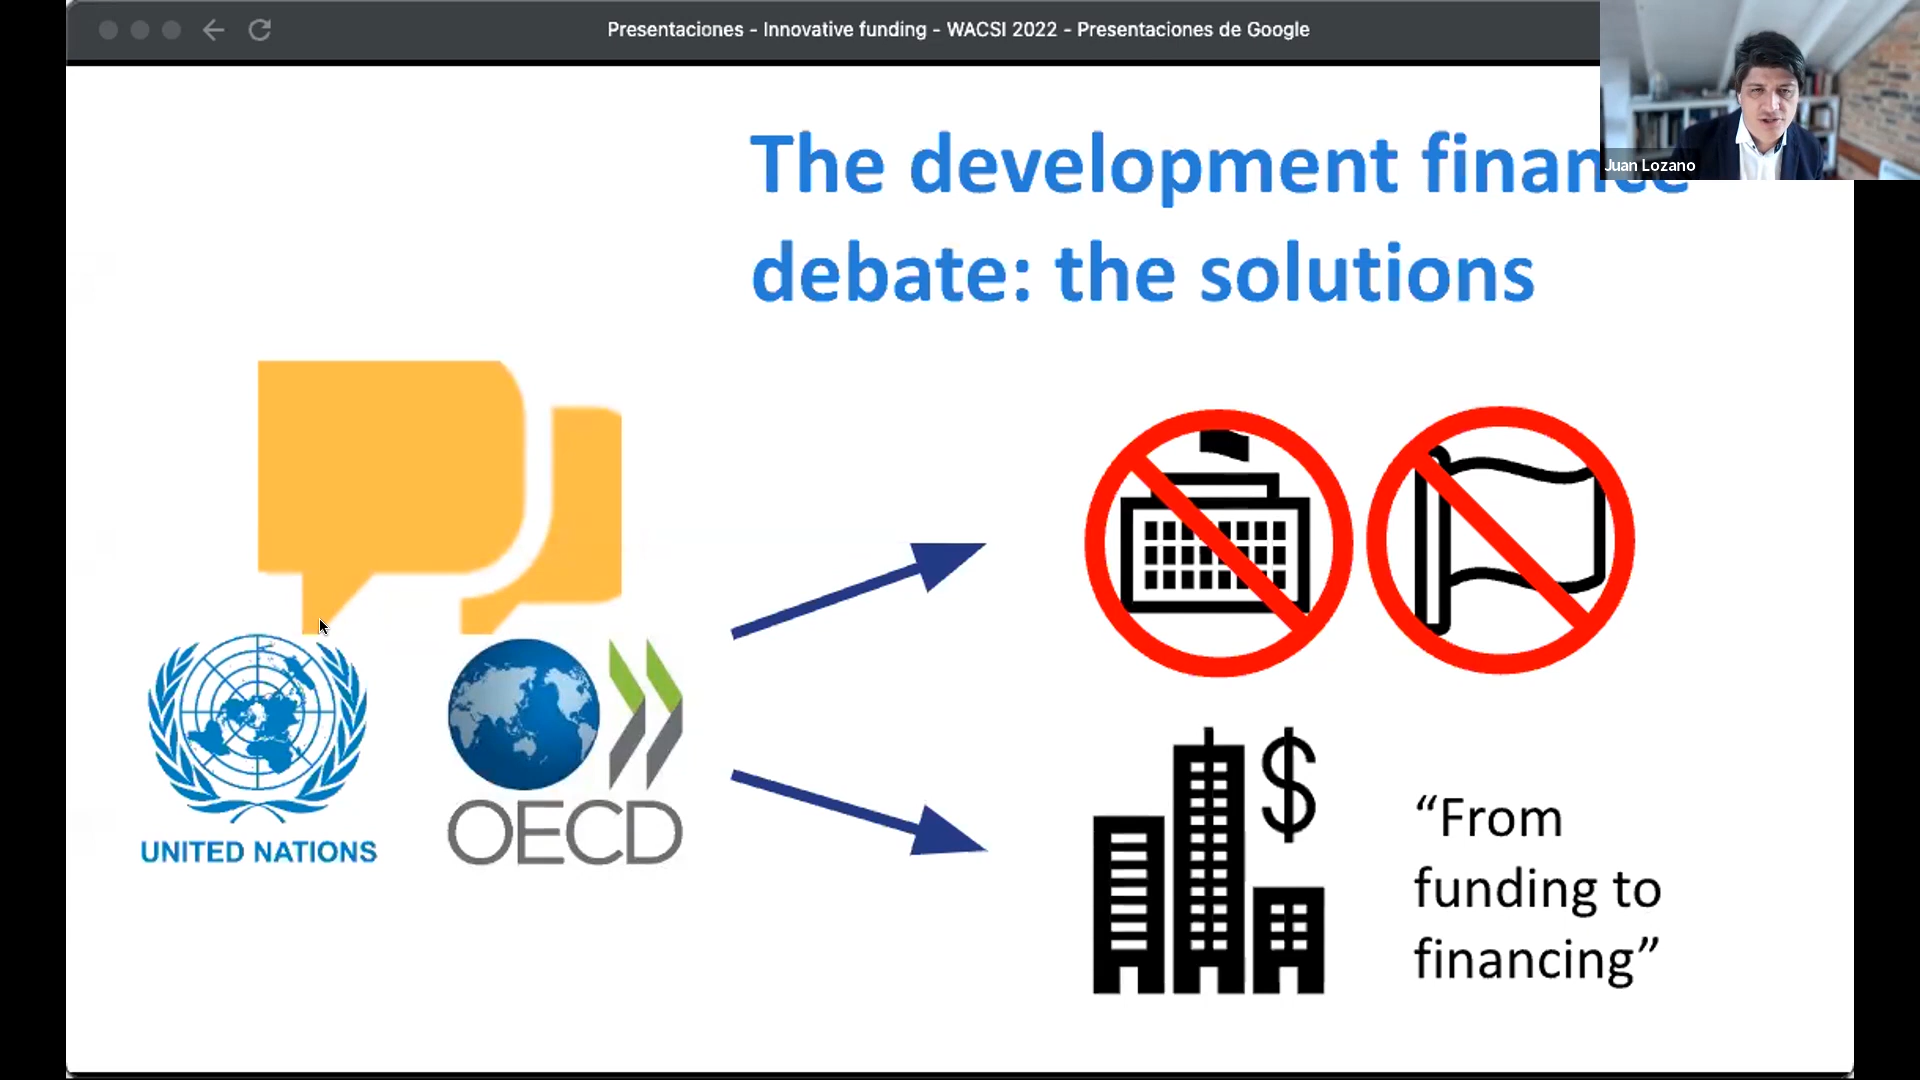 Presentaciones - Innovative funding - WACSI 2022 - Presentaciones de Google
Juan Lozano
The development finance
debate: the solutions
UNITED NATIONS
OECD
$
“From
funding to
financing”